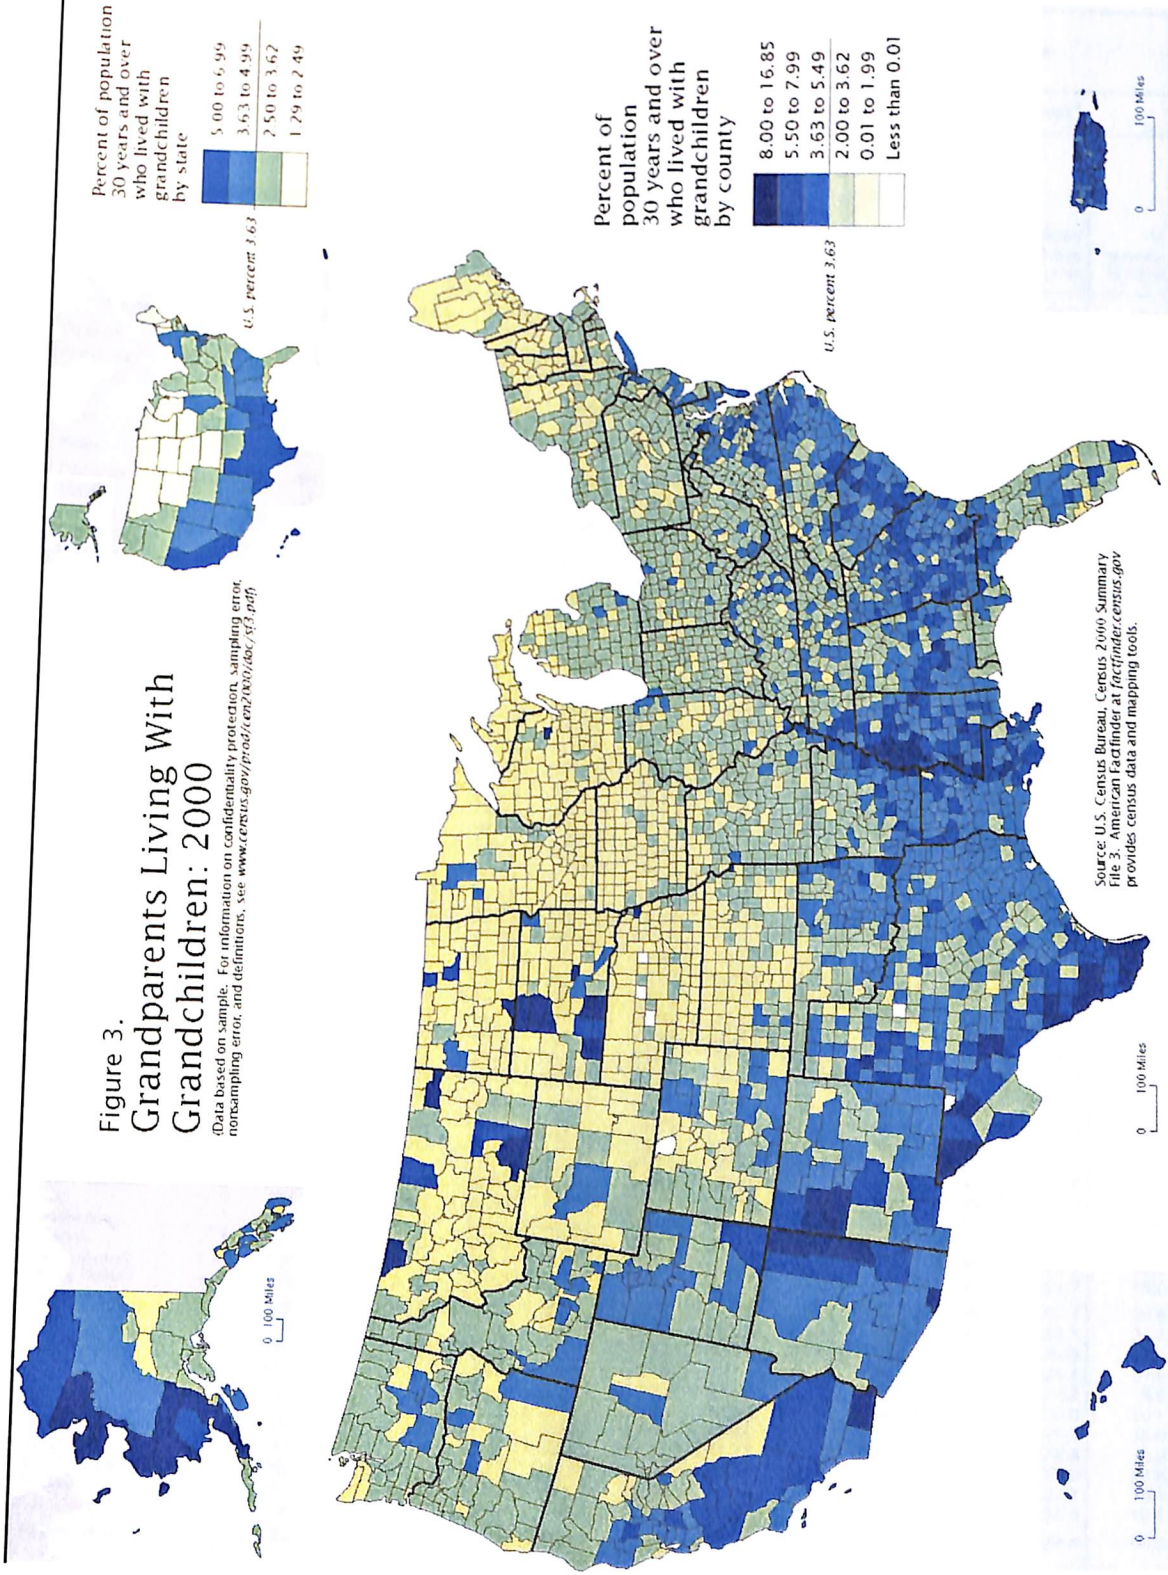 Figure 3.
Grandparents Living With
Grandchildren: 2000
(Data based on sample. For information on confidentiality protection, sampling error,
nonsampling error, and definitions, see www.census.gov/prod/cen2000/doc/sf3.pdf)
Percent of population
30 years and over
who lived with
grandchildren
by state
5.00 to 6.99
3.63 to 4.99
2.50 to 3.62
1.29 to 2.49
U.S. percent 3.63
0 100 Miles
Percent of
population
30 years and over
who lived with
grandchildren
by county
8.00 to 16.85
5.50 to 7.99
3.63 to 5.49
2.00 to 3.62
0.01 to 1.99
Less than 0.01
U.S. percent 3.63
Source: U.S. Census Bureau, Census 2000 Summary
File 3. American Factfinder at factfinder.census.gov
provides census data and mapping tools.
0 100 Miles
0 100 Miles
0 100 Miles